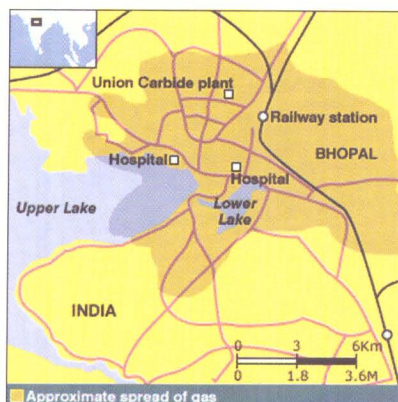 Union Carbide plant
Railway station
BHOPAL
Hospital
Hospital
Upper Lake
Lower
Lake
INDIA
0 3 6Km
0 1.8 3.6M
Approximate spread of gas